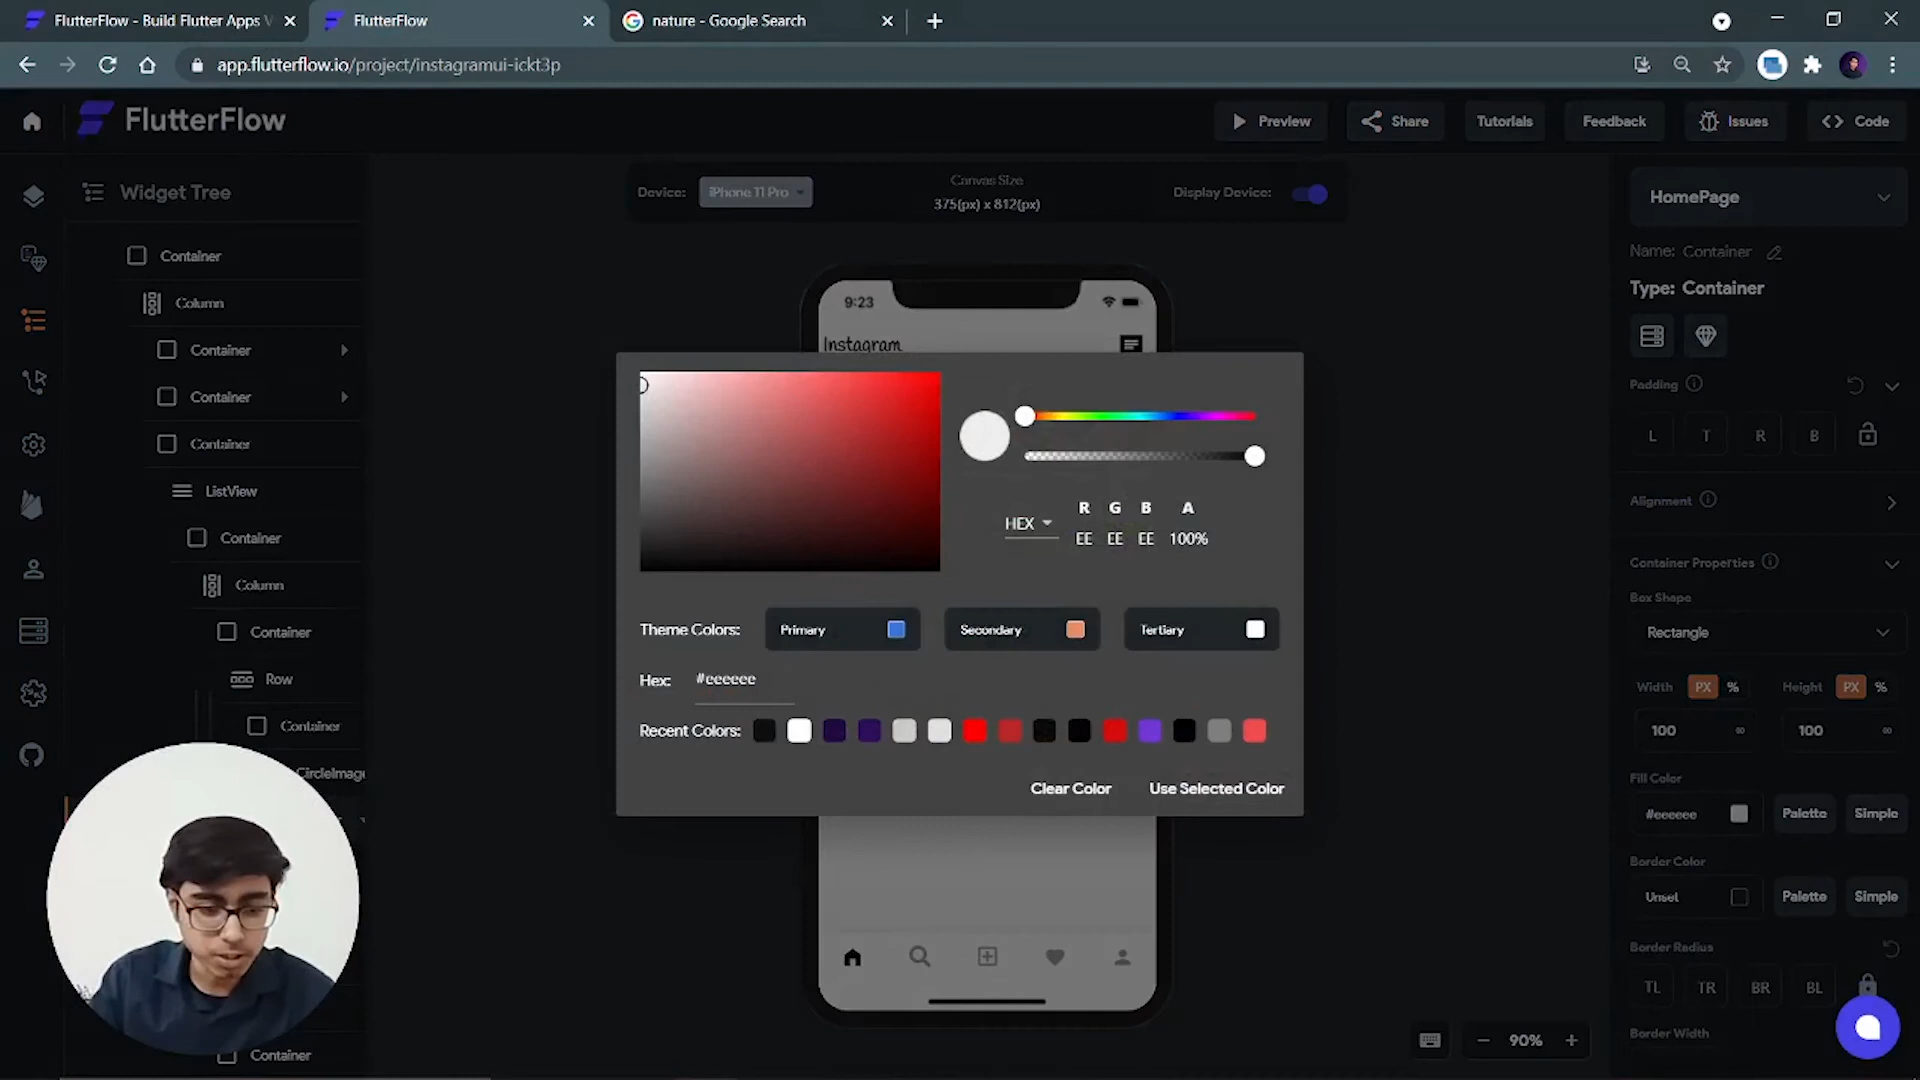 FlutterFlow - Build Flutter Apps V
FlutterFlow
nature - Google Search
app.flutterflow.io/project/instagramui-ickt3p
FlutterFlow
Preview
Share
Tutorials
Feedback
Issues
Code
Widget Tree
Device:
iPhone 11 Pro
Canvas Size
375(px) x 812(px)
Display Device:
HomePage
Name: Container
Type: Container
Container
Column
Container
Container
Container
ListView
Container
Column
Container
Row
Container
CircleImage
Container
9:23
Instagram
HEX
R G B A
EE EE EE 100%
Theme Colors:
Primary
Secondary
Tertiary
Hex:
#eeeeee
Recent Colors:
Clear Color
Use Selected Color
Padding
L T R B
Alignment
Container Properties
Box Shape
Rectangle
Width
PX %
Height
PX %
100
100
Fill Color
#eeeeee
Palette
Simple
Border Color
Unset
Palette
Simple
Border Radius
TL TR BR BL
Border Width
90%